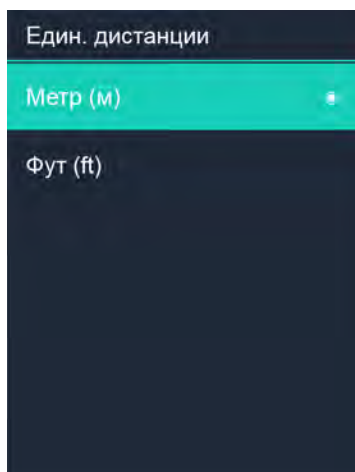 Един. дистанции
Метр (м)
Фут (ft)